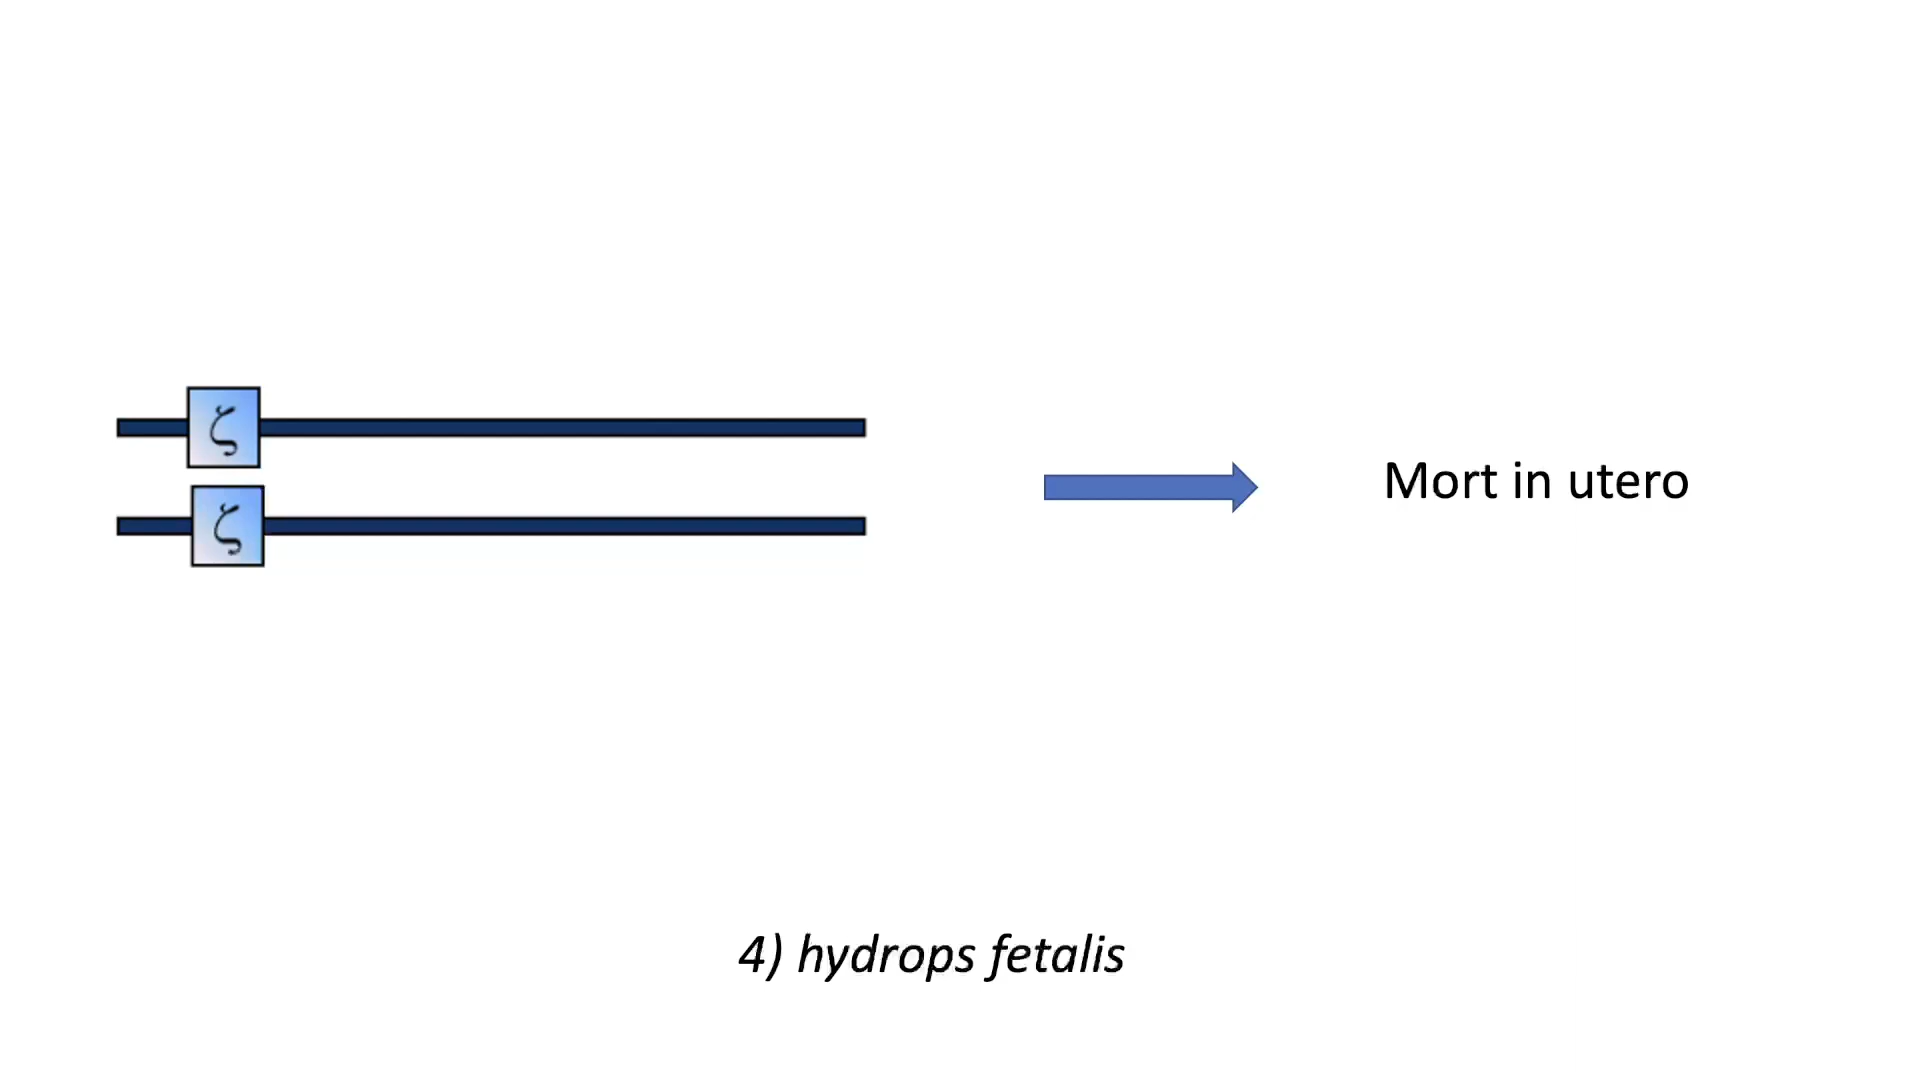 ζ
ζ
Mort in utero
4) hydrops fetalis